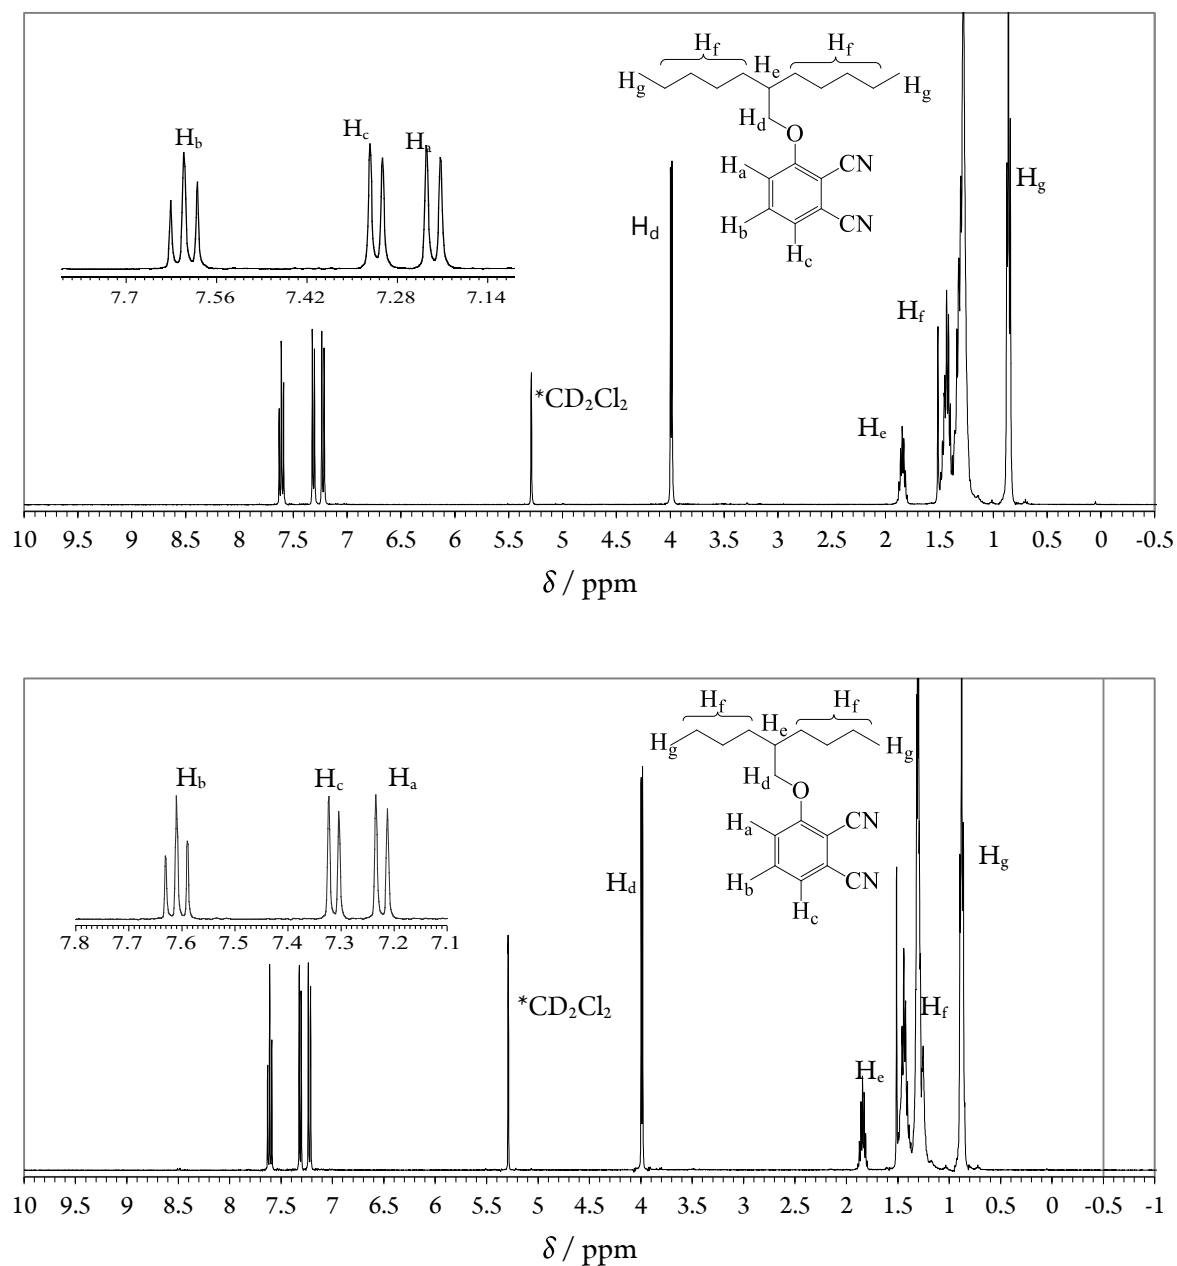 Hf Hf
Hg He Hg
Hd O
Ha CN
Hb CN
Hc
Hb Hc Ha
7.7 7.56 7.42 7.28 7.14
Hd
Hg
Hf
*CD₂Cl₂
He
10 9.5 9 8.5 8 7.5 7 6.5 6 5.5 5 4.5 4 3.5 3 2.5 2 1.5 1 0.5 0 -0.5
δ / ppm
Hf Hf
Hg He Hg
Hd O
Ha CN
Hb CN
Hc
Hb Hc Ha
7.8 7.7 7.6 7.5 7.4 7.3 7.2 7.1
Hd
Hg
*CD₂Cl₂
Hf
He
10 9.5 9 8.5 8 7.5 7 6.5 6 5.5 5 4.5 4 3.5 3 2.5 2 1.5 1 0.5 0 -0.5 -1
δ / ppm